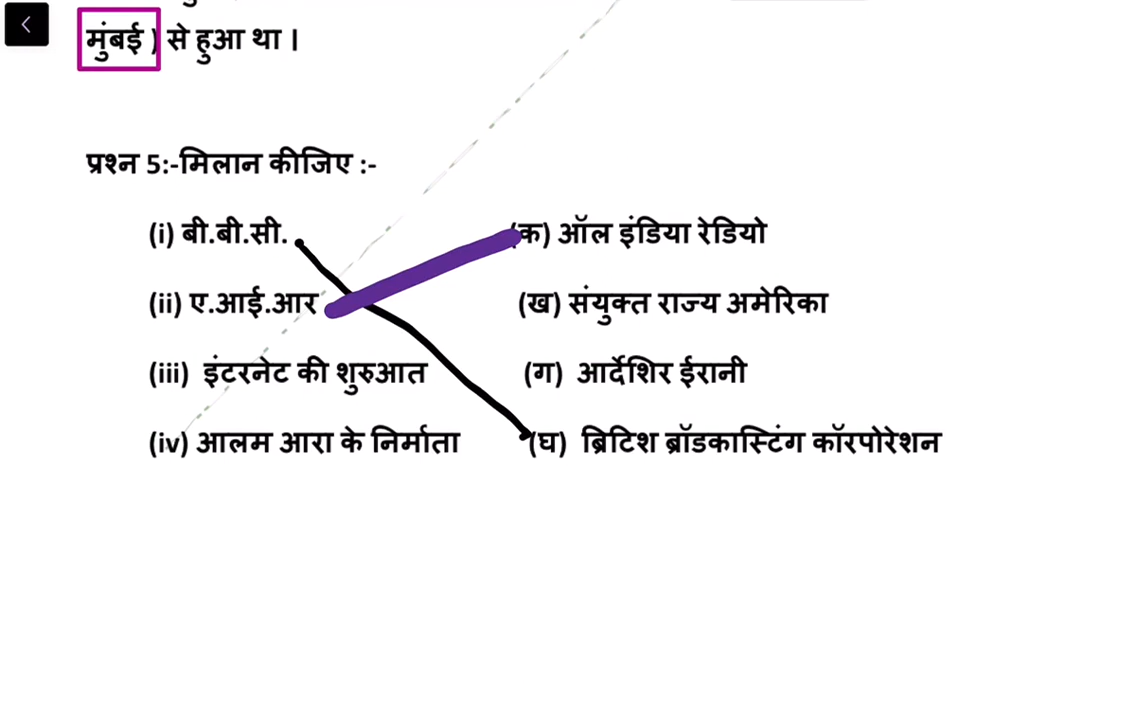 मुंबई ) से हुआ था ।
प्रश्न 5:-मिलान कीजिए :-
(i) बी.बी.सी. (क) ऑल इंडिया रेडियो
(ii) ए.आई.आर (ख) संयुक्त राज्य अमेरिका
(iii) इंटरनेट की शुरुआत (ग) आर्देशिर ईरानी
(iv) आलम आरा के निर्माता (घ) ब्रिटिश ब्रॉडकास्टिंग कॉरपोरेशन